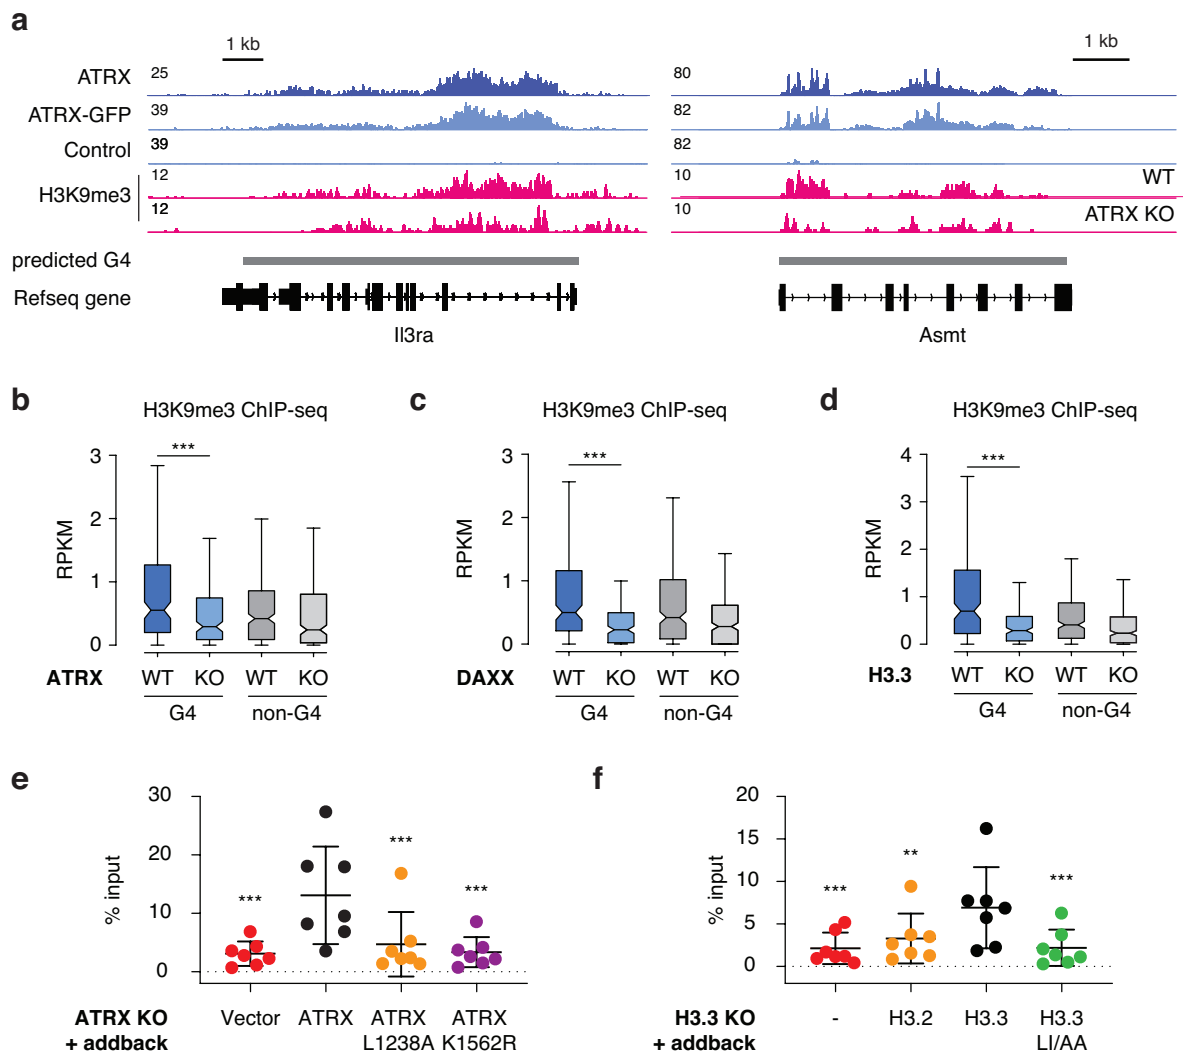 a
1 kb
1 kb
ATRX
25
80
ATRX-GFP
39
82
Control
39
82
H3K9me3
12
10
WT
12
10
ATRX KO
predicted G4
Refseq gene
Il3ra
Asmt
b
H3K9me3 ChIP-seq
***
3
2
1
0
RPKM
ATRX
WT
KO
WT
KO
G4
non-G4
c
H3K9me3 ChIP-seq
***
3
2
1
0
RPKM
DAXX
WT
KO
WT
KO
G4
non-G4
d
H3K9me3 ChIP-seq
***
4
3
2
1
0
RPKM
H3.3
WT
KO
WT
KO
G4
non-G4
e
30
20
10
0
% input
***
***
***
ATRX KO
+ addback
Vector
ATRX
ATRX
L1238A
ATRX
K1562R
f
20
15
10
5
0
% input
***
**
***
H3.3 KO
+ addback
-
H3.2
H3.3
H3.3
LI/AA